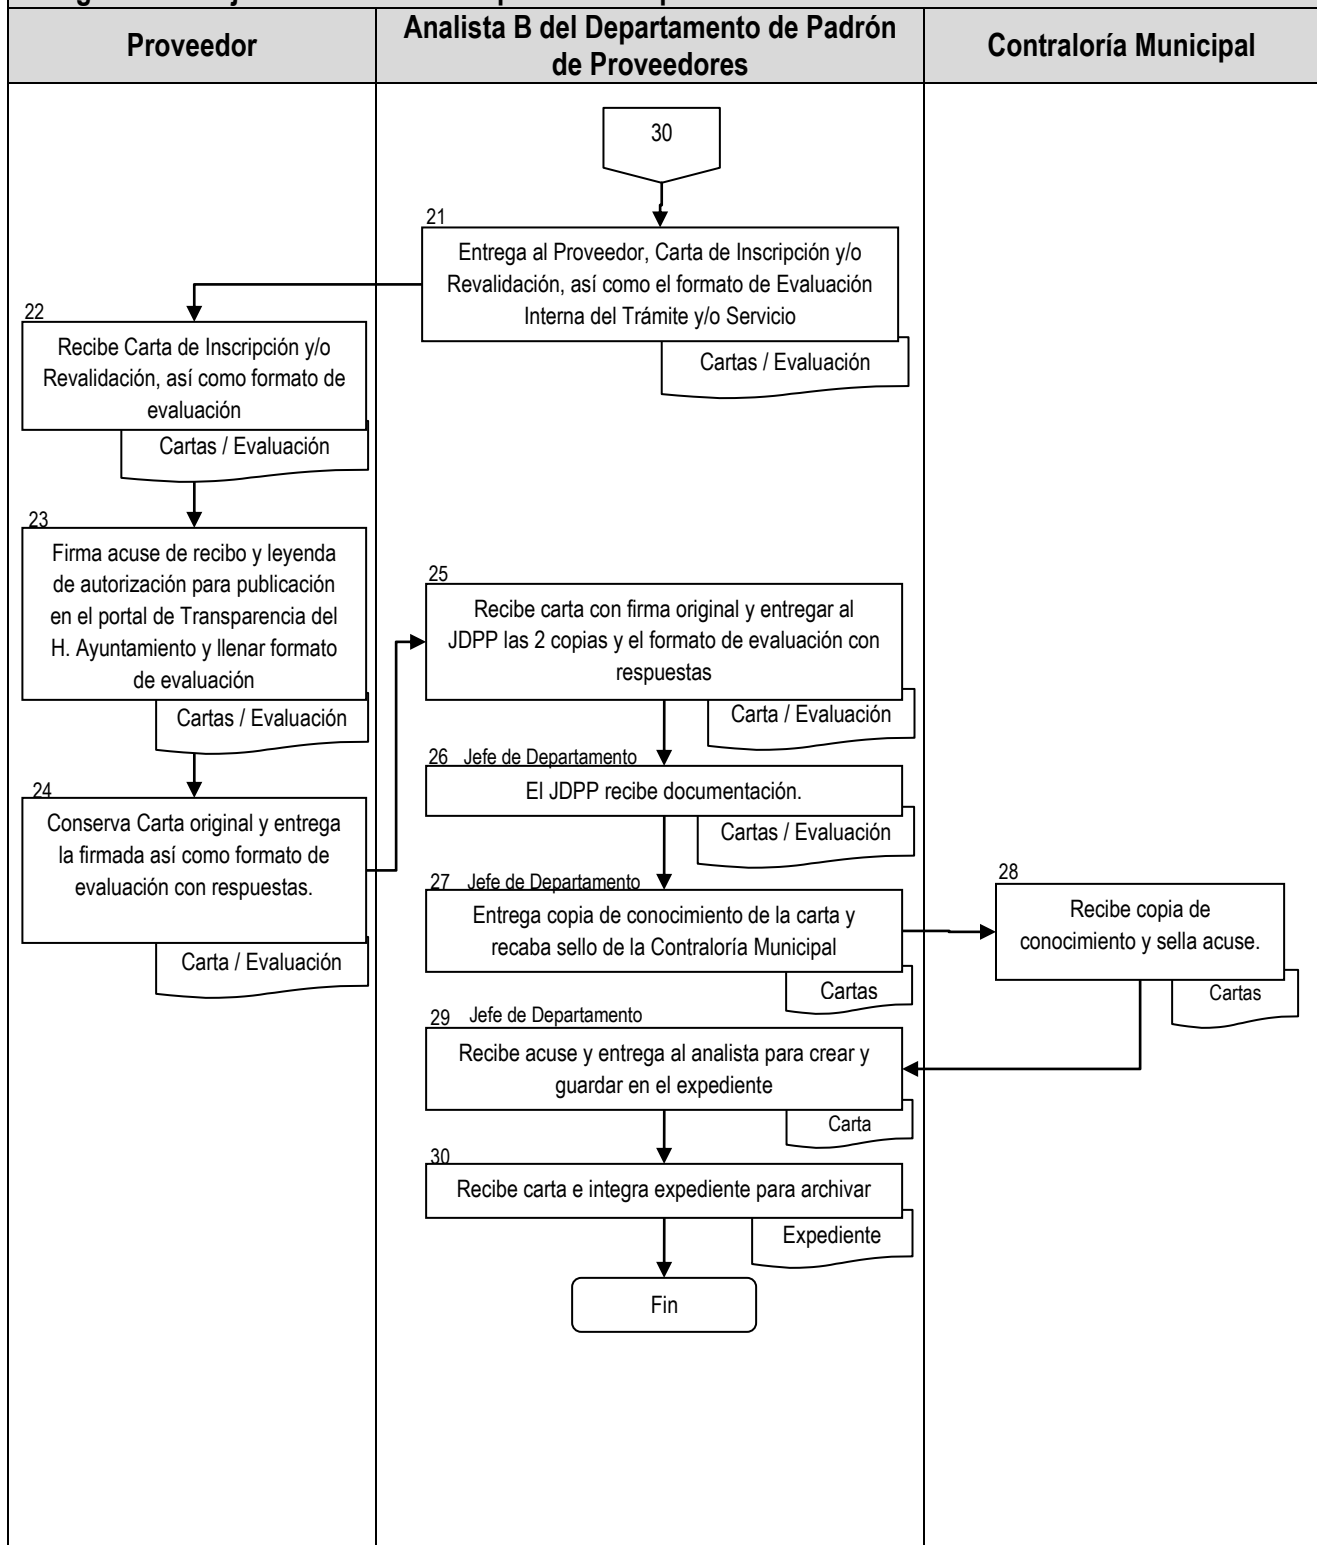 Proveedor
Analista B del Departamento de Padrón
de Proveedores
Contraloría Municipal
30
21
Entrega al Proveedor, Carta de Inscripción y/o
Revalidación, así como el formato de Evaluación
Interna del Trámite y/o Servicio
Cartas / Evaluación
22
Recibe Carta de Inscripción y/o
Revalidación, así como formato de
evaluación
Cartas / Evaluación
23
Firma acuse de recibo y leyenda
de autorización para publicación
en el portal de Transparencia del
H. Ayuntamiento y llenar formato
de evaluación
Cartas / Evaluación
24
Conserva Carta original y entrega
la firmada así como formato de
evaluación con respuestas.
Carta / Evaluación
25
Recibe carta con firma original y entregar al
JDPP las 2 copias y el formato de evaluación con
respuestas
Carta / Evaluación
26 Jefe de Departamento
El JDPP recibe documentación.
Cartas / Evaluación
27 Jefe de Departamento
Entrega copia de conocimiento de la carta y
recaba sello de la Contraloría Municipal
Cartas
28
Recibe copia de
conocimiento y sella acuse.
Cartas
29 Jefe de Departamento
Recibe acuse y entrega al analista para crear y
guardar en el expediente
Carta
30
Recibe carta e integra expediente para archivar
Expediente
Fin